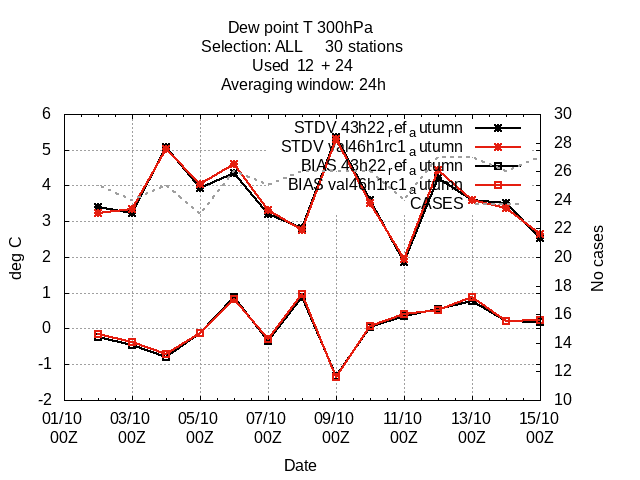 Dew point T 300hPa
Selection: ALL 30 stations
Used 12 + 24
Averaging window: 24h
6 30
STDV 43h22_ref_autumn
5 28
STDV val46h1rc1_autumn
BIAS 43h22_ref_autumn
26
4 BIAS val46h1rc1_autumn
24
CASES
3 22
2 20
1 18
0 16
-1 14
12
-2 10
deg C
No cases
01/10 03/10 05/10 07/10 09/10 11/10 13/10 15/10
00Z 00Z 00Z 00Z 00Z 00Z 00Z 00Z
Date